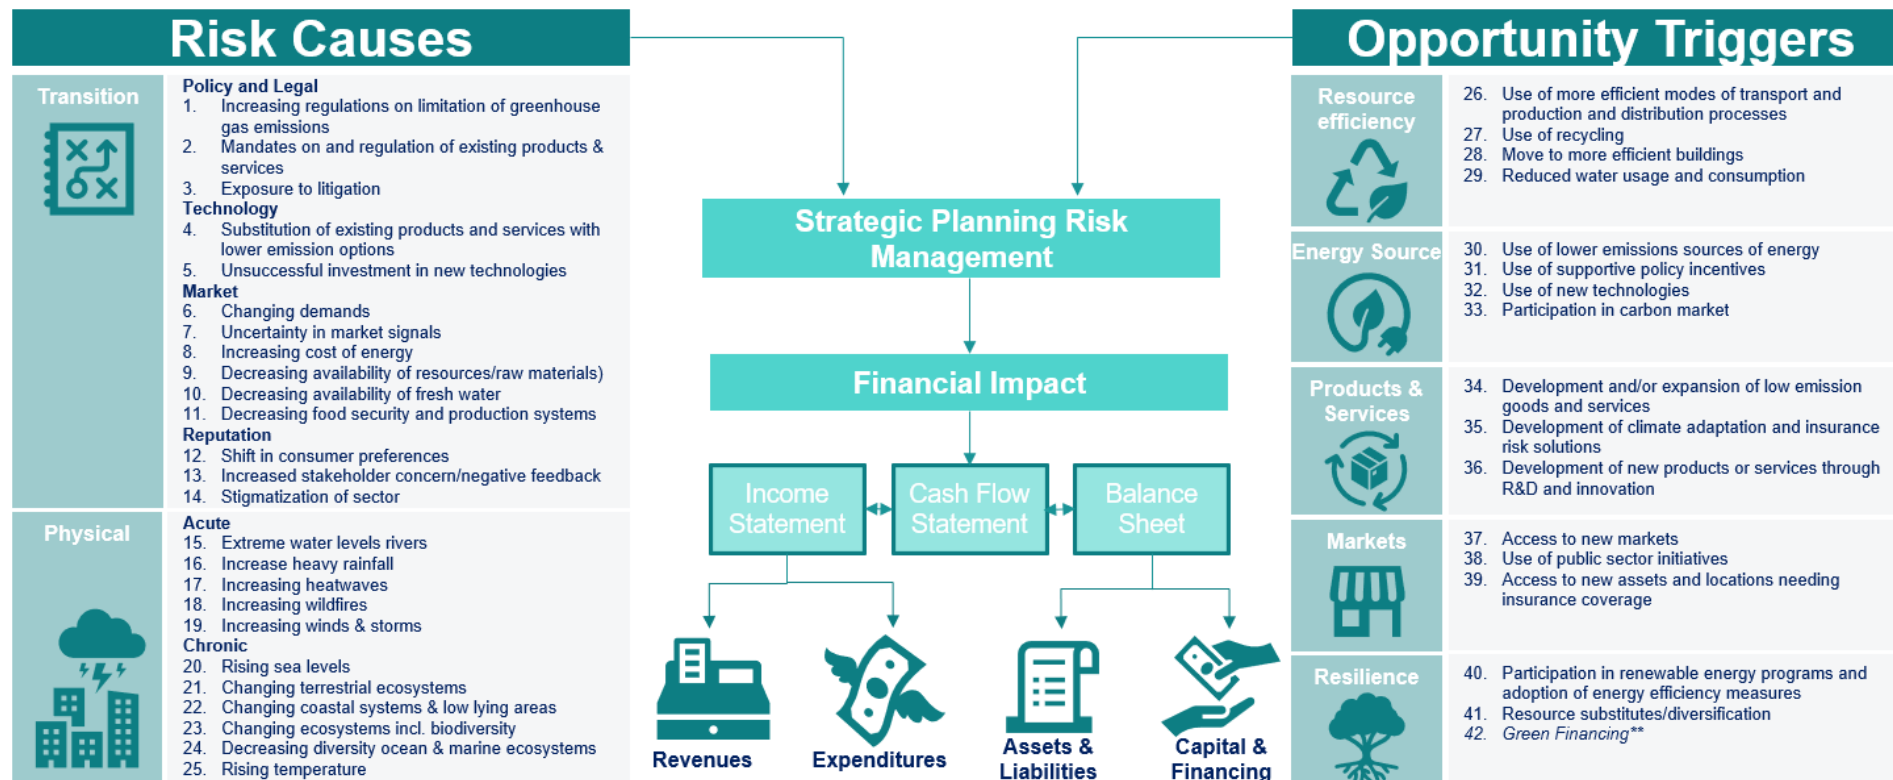 Risk Causes
Transition
Policy and Legal
1. Increasing regulations on limitation of greenhouse
gas emissions
2. Mandates on and regulation of existing products &
services
3. Exposure to litigation
Technology
4. Substitution of existing products and services with
lower emission options
5. Unsuccessful investment in new technologies
Market
6. Changing demands
7. Uncertainty in market signals
8. Increasing cost of energy
9. Decreasing availability of resources/raw materials)
10. Decreasing availability of fresh water
11. Decreasing food security and production systems
Reputation
12. Shift in consumer preferences
13. Increased stakeholder concern/negative feedback
14. Stigmatization of sector
Physical
Acute
15. Extreme water levels rivers
16. Increase heavy rainfall
17. Increasing heatwaves
18. Increasing wildfires
19. Increasing winds & storms
Chronic
20. Rising sea levels
21. Changing terrestrial ecosystems
22. Changing coastal systems & low lying areas
23. Changing ecosystems incl. biodiversity
24. Decreasing diversity ocean & marine ecosystems
25. Rising temperature
Strategic Planning Risk
Management
Financial Impact
Income
Statement
Cash Flow
Statement
Balance
Sheet
Revenues
Expenditures
Assets &
Liabilities
Capital &
Financing
Opportunity Triggers
Resource
efficiency
26. Use of more efficient modes of transport and
production and distribution processes
27. Use of recycling
28. Move to more efficient buildings
29. Reduced water usage and consumption
Energy Source
30. Use of lower emissions sources of energy
31. Use of supportive policy incentives
32. Use of new technologies
33. Participation in carbon market
Products &
Services
34. Development and/or expansion of low emission
goods and services
35. Development of climate adaptation and insurance
risk solutions
36. Development of new products or services through
R&D and innovation
Markets
37. Access to new markets
38. Use of public sector initiatives
39. Access to new assets and locations needing
insurance coverage
Resilience
40. Participation in renewable energy programs and
adoption of energy efficiency measures
41. Resource substitutes/diversification
42. Green Financing**